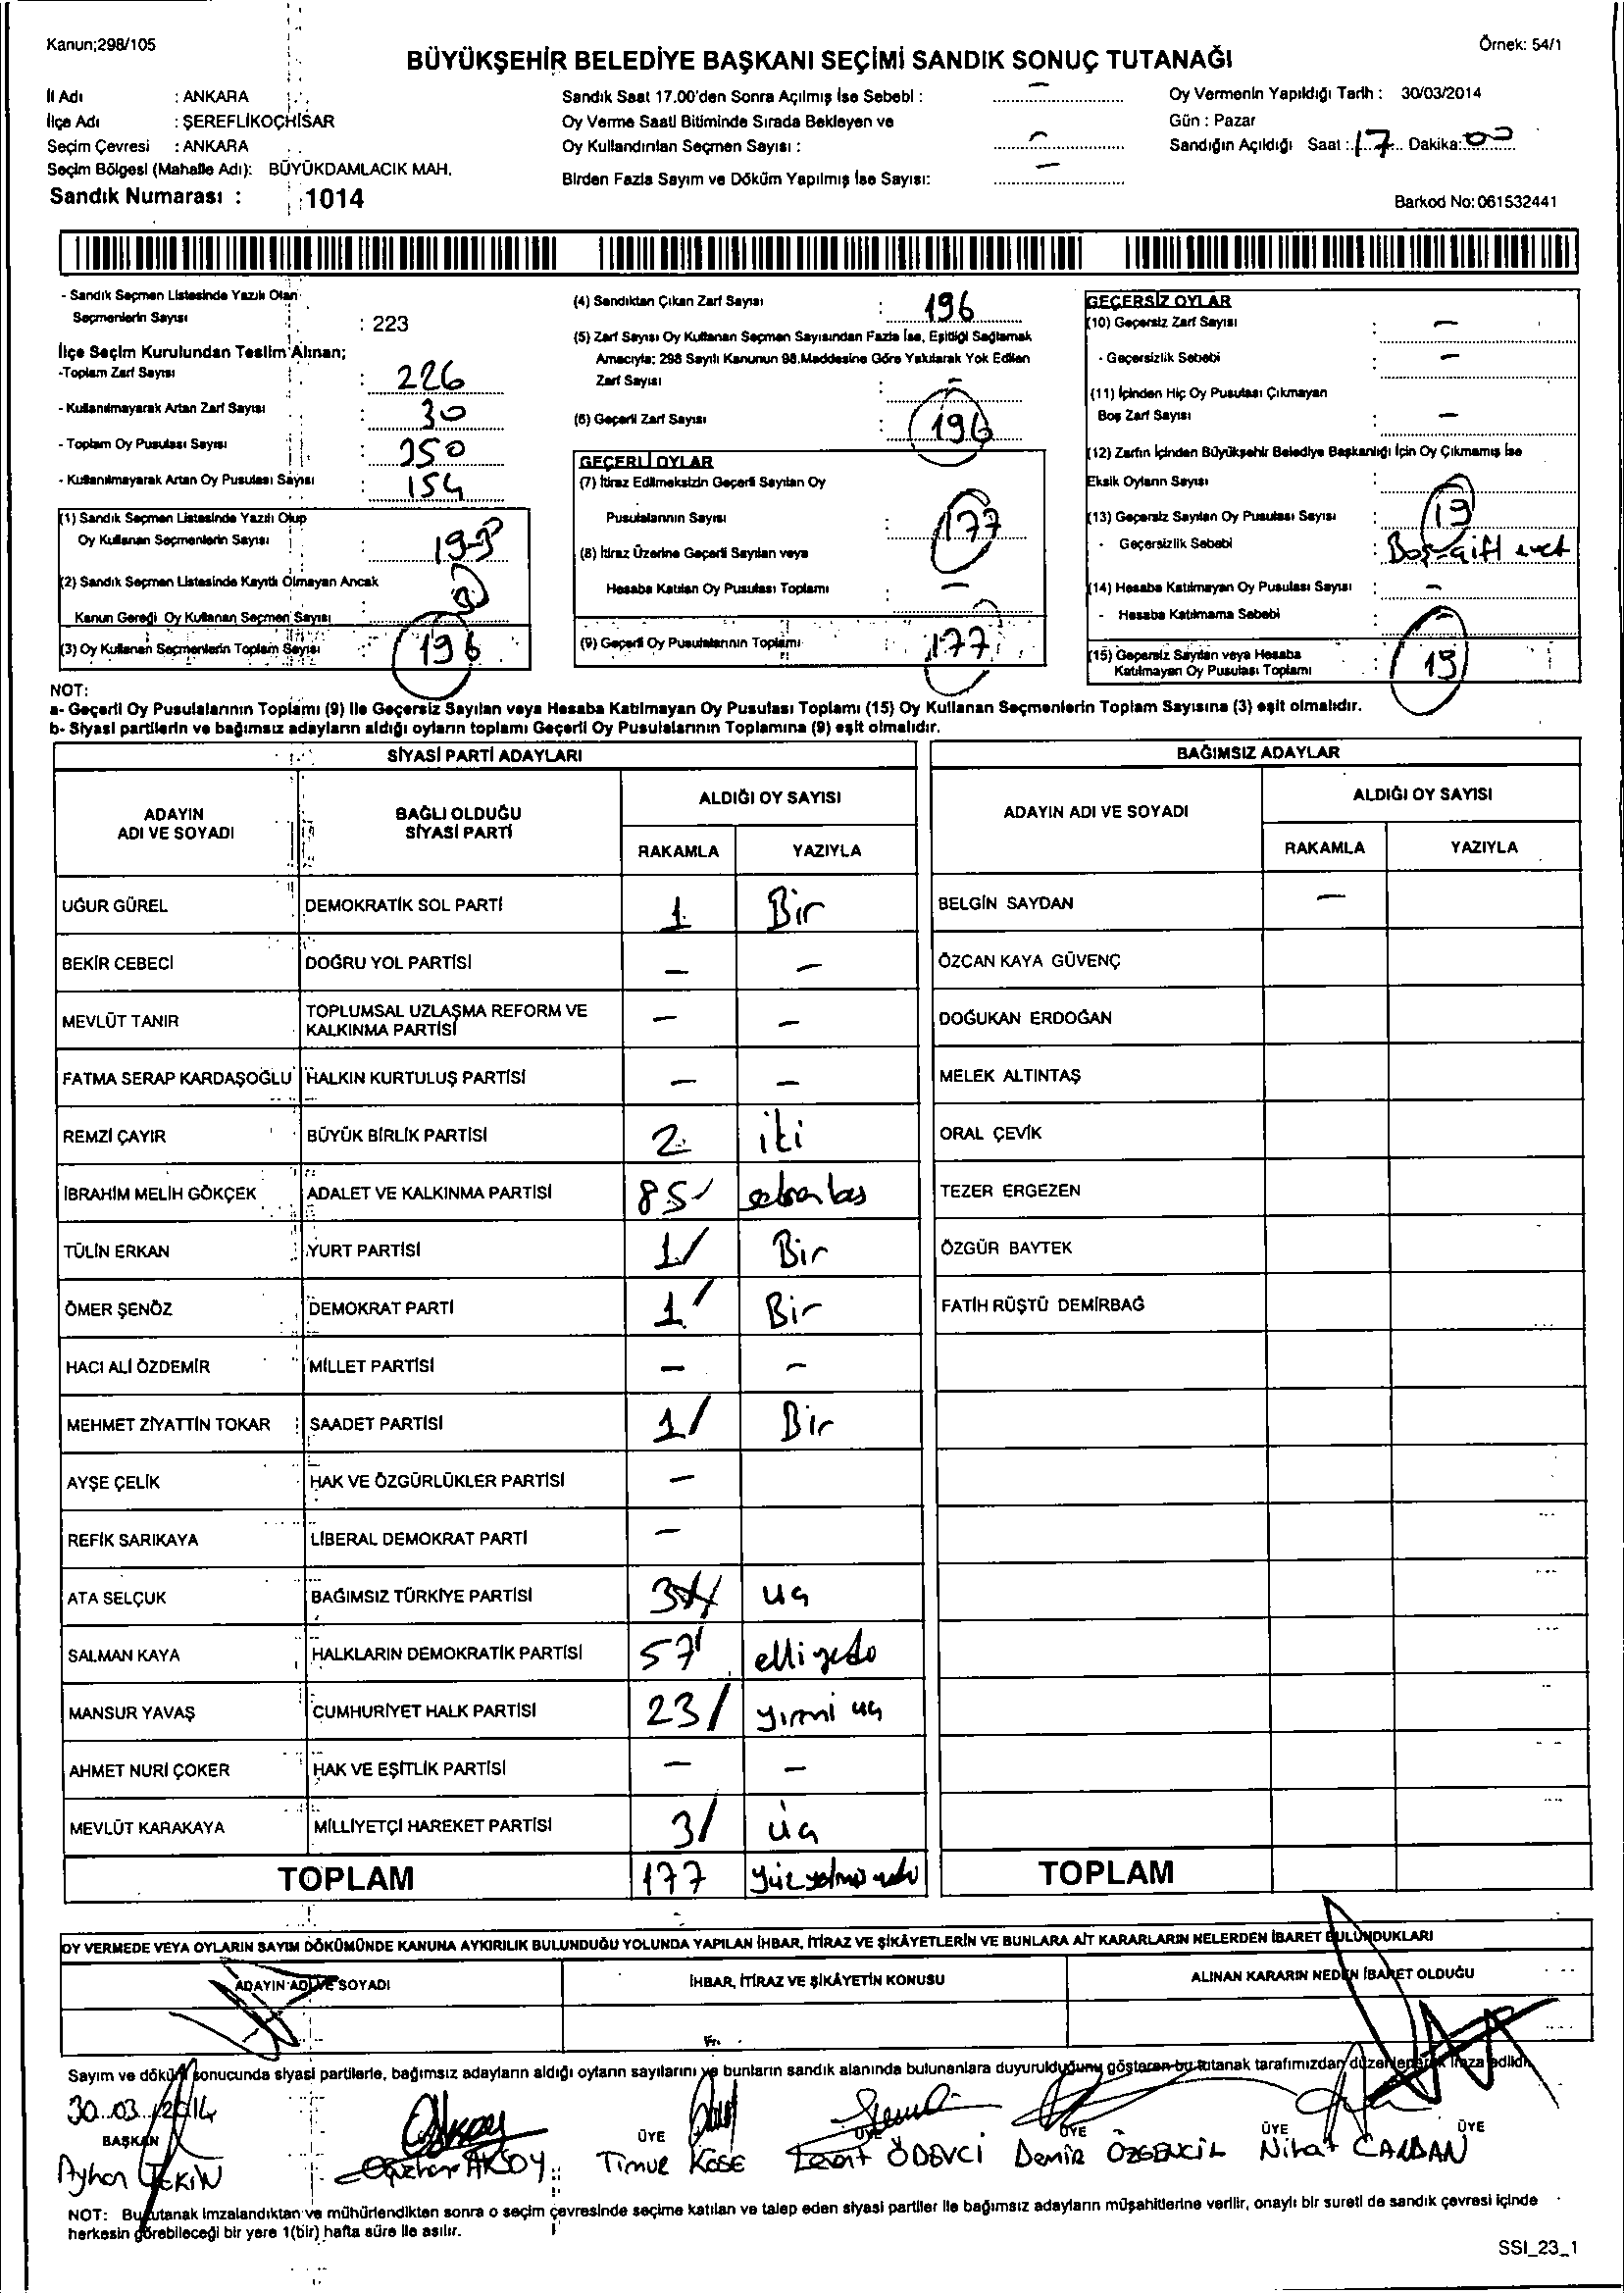 Kanun;298/105
Örnek: 54/1
BÜYÜKŞEHİR BELEDİYE BAŞKANI SEÇİMİ SANDIK SONUÇ TUTANAĞI
İl Adı : ANKARA
İlçe Adı : ŞEREFLİKOÇHİSAR
Seçim Çevresi : ANKARA
Seçim Bölgesi (Mahalle Adı): BÜYÜKDAMLACIK MAH.
Sandık Numarası : 1014
Sandık Saat 17.00'den Sonra Açılmış İse Sebebi : –
Oy Verme Saati Bitiminde Sırada Bekleyen ve
Oy Kullandırılan Seçmen Sayısı : –
Birden Fazla Sayım ve Döküm Yapılmış İse Sayısı: –
Oy Vermenin Yapıldığı Tarih : 30/03/2014
Gün : Pazar
Sandığın Açıldığı Saat : 17 Dakika: 00
Barkod No: 061532441
- Sandık Seçmen Listesinde Yazılı Olan
Seçmenlerin Sayısı : 223
İlçe Seçim Kurulundan Teslim Alınan;
-Toplam Zarf Sayısı : 226
- Kullanılmayarak Artan Zarf Sayısı : 30
- Toplam Oy Pusulası Sayısı : 350
- Kullanılmayarak Artan Oy Pusulası Sayısı : 154
(1) Sandık Seçmen Listesinde Yazılı Olup
Oy Kullanan Seçmenlerin Sayısı :
(2) Sandık Seçmen Listesinde Kayıtlı Olmayan Ancak
Kanun Gereği Oy Kullanan Seçmen Sayısı :
(3) Oy Kullanan Seçmenlerin Toplam Sayısı : 196
(4) Sandıktan Çıkan Zarf Sayısı : 196
(5) Zarf Sayısı Oy Kullanan Seçmen Sayısından Fazla İse, Eşitliği Sağlamak
Amacıyla; 298 Sayılı Kanunun 98.Maddesine Göre Yakılarak Yok Edilen
Zarf Sayısı : –
(6) Geçerli Zarf Sayısı : 196
GEÇERLİ OYLAR
(7) İtiraz Edilmeksizin Geçerli Sayılan Oy
Pusulalarının Sayısı : 177
(8) İtiraz Üzerine Geçerli Sayılan veya
Hesaba Katılan Oy Pusulası Toplamı : –
(9) Geçerli Oy Pusulalarının Toplamı : 177
GEÇERSİZ OYLAR
(10) Geçersiz Zarf Sayısı : –
- Geçersizlik Sebebi : –
(11) İçinden Hiç Oy Pusulası Çıkmayan
Boş Zarf Sayısı : –
(12) Zarfın İçinden Büyükşehir Belediye Başkanlığı İçin Oy Çıkmamış İse
Eksik Oyların Sayısı :
(13) Geçersiz Sayılan Oy Pusulası Sayısı : 19
- Geçersizlik Sebebi : Boş-çift evet
(14) Hesaba Katılmayan Oy Pusulası Sayısı : –
- Hesaba Katılmama Sebebi : –
(15) Geçersiz Sayılan veya Hesaba
Katılmayan Oy Pusulası Toplamı : 19
NOT:
a- Geçerli Oy Pusulalarının Toplamı (9) ile Geçersiz Sayılan veya Hesaba Katılmayan Oy Pusulası Toplamı (15) Oy Kullanan Seçmenlerin Toplam Sayısına (3) eşit olmalıdır.
b- Siyasi partilerin ve bağımsız adayların aldığı oyların toplamı Geçerli Oy Pusulalarının Toplamına (9) eşit olmalıdır.
SİYASİ PARTİ ADAYLARI
ADAYIN ADI VE SOYADI
BAĞLI OLDUĞU SİYASİ PARTİ
ALDIĞI OY SAYISI
RAKAMLA YAZIYLA
UĞUR GÜREL DEMOKRATİK SOL PARTİ 1 Bir
BEKİR CEBECİ DOĞRU YOL PARTİSİ – –
MEVLÜT TANIR TOPLUMSAL UZLAŞMA REFORM VE KALKINMA PARTİSİ – –
FATMA SERAP KARDAŞOĞLU HALKIN KURTULUŞ PARTİSİ – –
REMZİ ÇAYIR BÜYÜK BİRLİK PARTİSİ 2 iki
İBRAHİM MELİH GÖKÇEK ADALET VE KALKINMA PARTİSİ 85 seksen beş
TÜLİN ERKAN YURT PARTİSİ 1/ Bir
ÖMER ŞENÖZ DEMOKRAT PARTİ 1/ Bir
HACI ALİ ÖZDEMİR MİLLET PARTİSİ – –
MEHMET ZİYATTİN TOKAR SAADET PARTİSİ 1/ Bir
AYŞE ÇELİK HAK VE ÖZGÜRLÜKLER PARTİSİ –
REFİK SARIKAYA LİBERAL DEMOKRAT PARTİ –
ATA SELÇUK BAĞIMSIZ TÜRKİYE PARTİSİ 3 üç
SALMAN KAYA HALKLARIN DEMOKRATİK PARTİSİ 57 elli yedi
MANSUR YAVAŞ CUMHURİYET HALK PARTİSİ 23/ yirmi üç
AHMET NURİ ÇOKER HAK VE EŞİTLİK PARTİSİ – –
MEVLÜT KARAKAYA MİLLİYETÇİ HAREKET PARTİSİ 3/ üç
TOPLAM 177 yüz yetmiş yedi
BAĞIMSIZ ADAYLAR
ADAYIN ADI VE SOYADI
ALDIĞI OY SAYISI
RAKAMLA YAZIYLA
BELGİN SAYDAN –
ÖZCAN KAYA GÜVENÇ
DOĞUKAN ERDOĞAN
MELEK ALTINTAŞ
ORAL ÇEVİK
TEZER ERGEZEN
ÖZGÜR BAYTEK
FATİH RÜŞTÜ DEMİRBAĞ
TOPLAM
OY VERMEDE VEYA OYLARIN SAYIM DÖKÜMÜNDE KANUNA AYKIRILIK BULUNDUĞU YOLUNDA YAPILAN İHBAR, İTİRAZ VE ŞİKÂYETLERİN VE BUNLARA AİT KARARLARIN NELERDEN İBARET BULUNDUKLARI
ADAYIN ADI VE SOYADI
İHBAR, İTİRAZ VE ŞİKÂYETİN KONUSU
ALINAN KARARIN NEDEN İBARET OLDUĞU
Sayım ve döküm sonucunda siyasi partilerle, bağımsız adayların aldığı oyların sayılarını ve bunların sandık alanında bulunanlara duyurulduğunu gösteren bu tutanak tarafımızdan düzenlenerek imza edildi.
30.03.2014
BAŞKAN ÜYE ÜYE ÜYE ÜYE ÜYE
Ayhan TEKİN Oğuzhan AKSOY Timur KÖSE Levent ÖDEVCİ Demir ÖZGENCİL Nihat CANDAN
NOT: Bu tutanak imzalandıktan ve mühürlendikten sonra o seçim çevresinde seçime katılan ve talep eden siyasi partiler ile bağımsız adayların müşahitlerine verilir, onaylı bir sureti de sandık çevresi içinde
herkesin görebileceği bir yere 1(bir) hafta süre ile asılır.
SSI_23_1